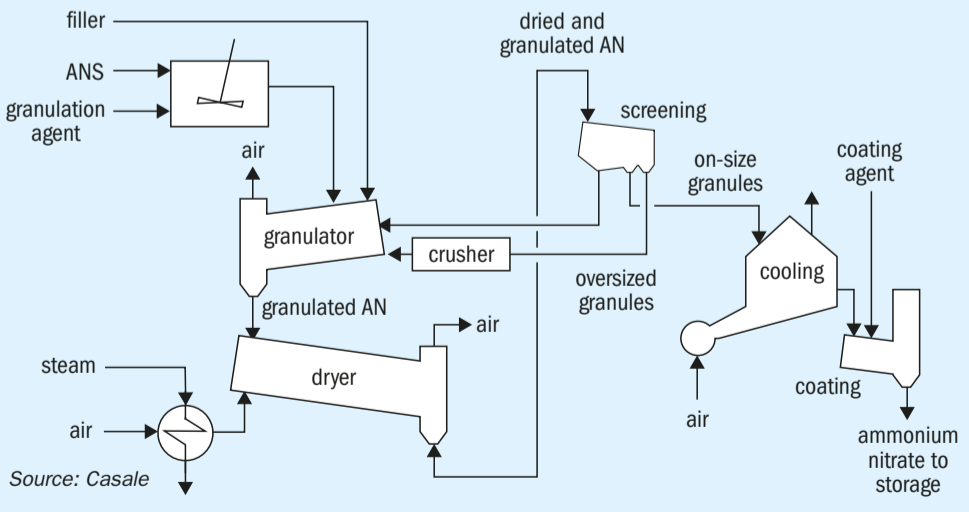 filler
ANS
granulation
agent
air
granulator
granulated AN
dryer
air
steam
air
Source: Casale
dried and
granulated AN
screening
crusher
oversized
granules
on-size
granules
coating
agent
cooling
air
coating
ammonium
nitrate to
storage